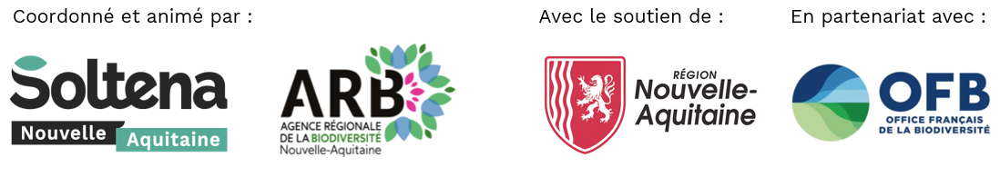 Coordonné et animé par :
Soltena
Nouvelle
Aquitaine
ARB
AGENCE RÉGIONALE
DE LA BIODIVERSITÉ
Nouvelle-Aquitaine
Avec le soutien de :
RÉGION
Nouvelle-
Aquitaine
En partenariat avec :
OFB
OFFICE FRANÇAIS
DE LA BIODIVERSITÉ